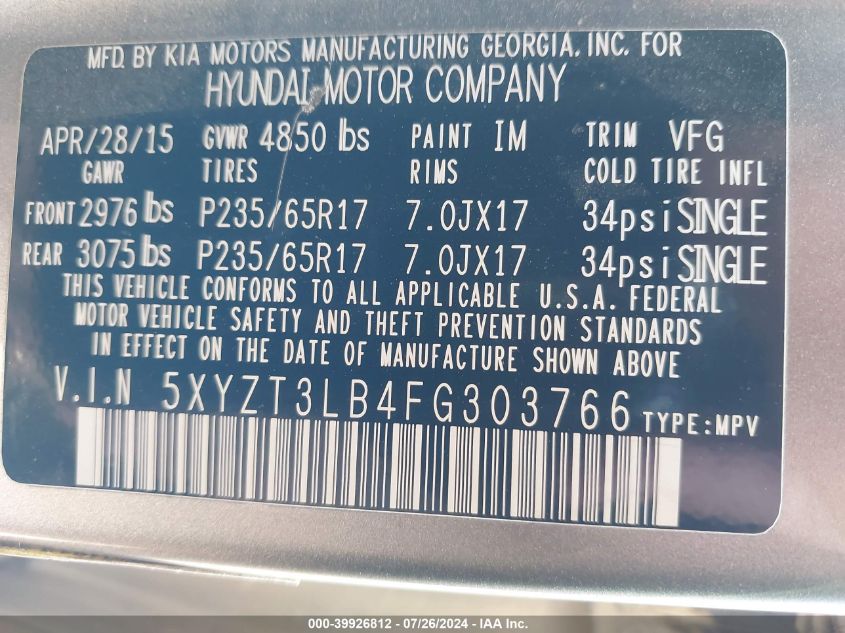 MFD. BY KIA MOTORS MANUFACTURING GEORGIA, INC. FOR
HYUNDAI MOTOR COMPANY
APR/28/15 GVWR 4850 lbs PAINT IM TRIM VFG
GAWR TIRES RIMS COLD TIRE INFL
FRONT 2976 lbs P235/65R17 7.0JX17 34psi SINGLE
REAR 3075 lbs P235/65R17 7.0JX17 34psi SINGLE
THIS VEHICLE CONFORMS TO ALL APPLICABLE U.S.A. FEDERAL
MOTOR VEHICLE SAFETY AND THEFT PREVENTION STANDARDS
IN EFFECT ON THE DATE OF MANUFACTURE SHOWN ABOVE
V.I.N 5XYZT3LB4FG303766 TYPE:MPV
000-39926812 - 07/26/2024 - IAA Inc.